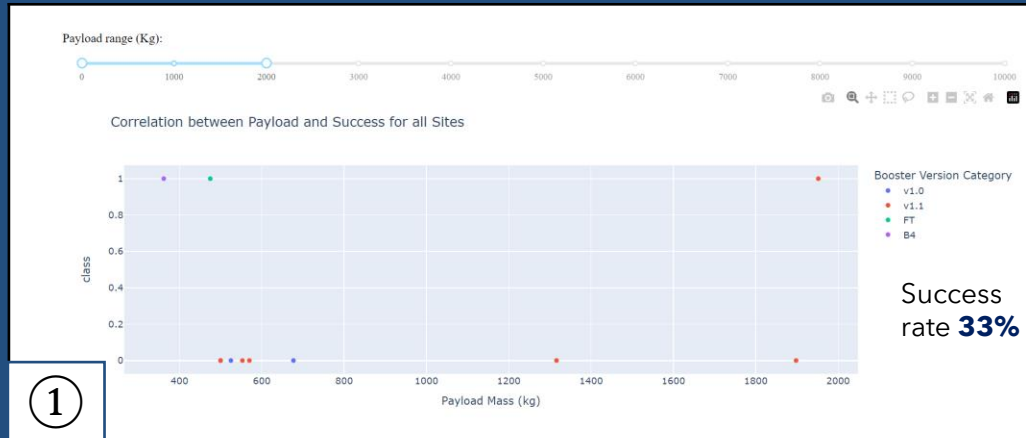 Payload range (Kg):
0 1000 2000 3000 4000 5000 6000 7000 8000 9000 10000
Correlation between Payload and Success for all Sites
Booster Version Category
v1.0
v1.1
FT
B4
1
0.8
0.6
0.4
0.2
0
class
400 600 800 1000 1200 1400 1600 1800 2000
Payload Mass (kg)
Success
rate 33%
1